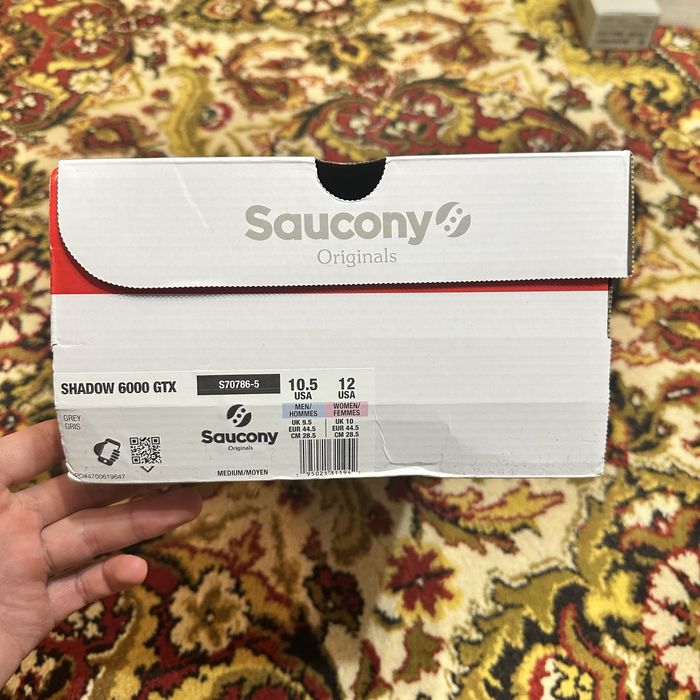 Saucony
Originals
SHADOW 6000 GTX
S70786-5
10.5 12
USA USA
MEN/ WOMEN/
HOMMES FEMMES
UK 9.5 UK 10
EUR 44.5 EUR 44.5
CM 28.5 CM 28.5
GREY
GRIS
Saucony
Originals
MEDIUM/MOYEN
PO#4700619647